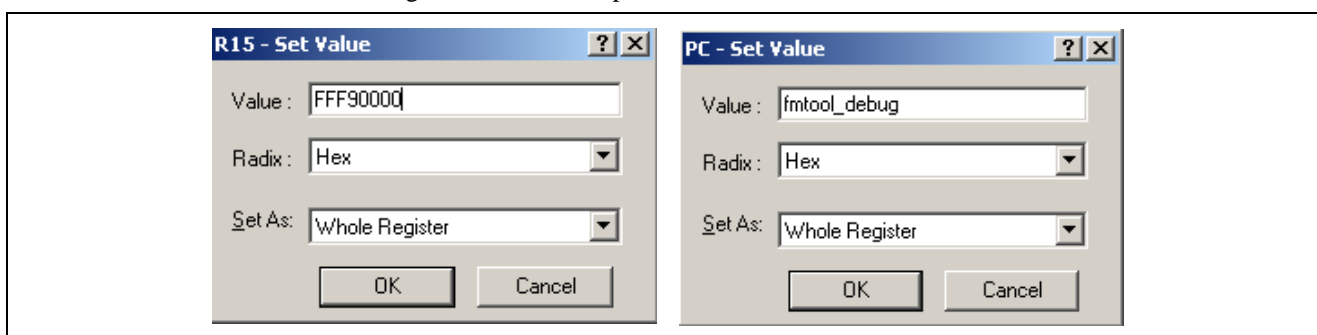 R15 - Set Value
Value : FFF90000
Radix : Hex
Set As: Whole Register
OK Cancel
PC - Set Value
Value : fmtool_debug
Radix : Hex
Set As: Whole Register
OK Cancel